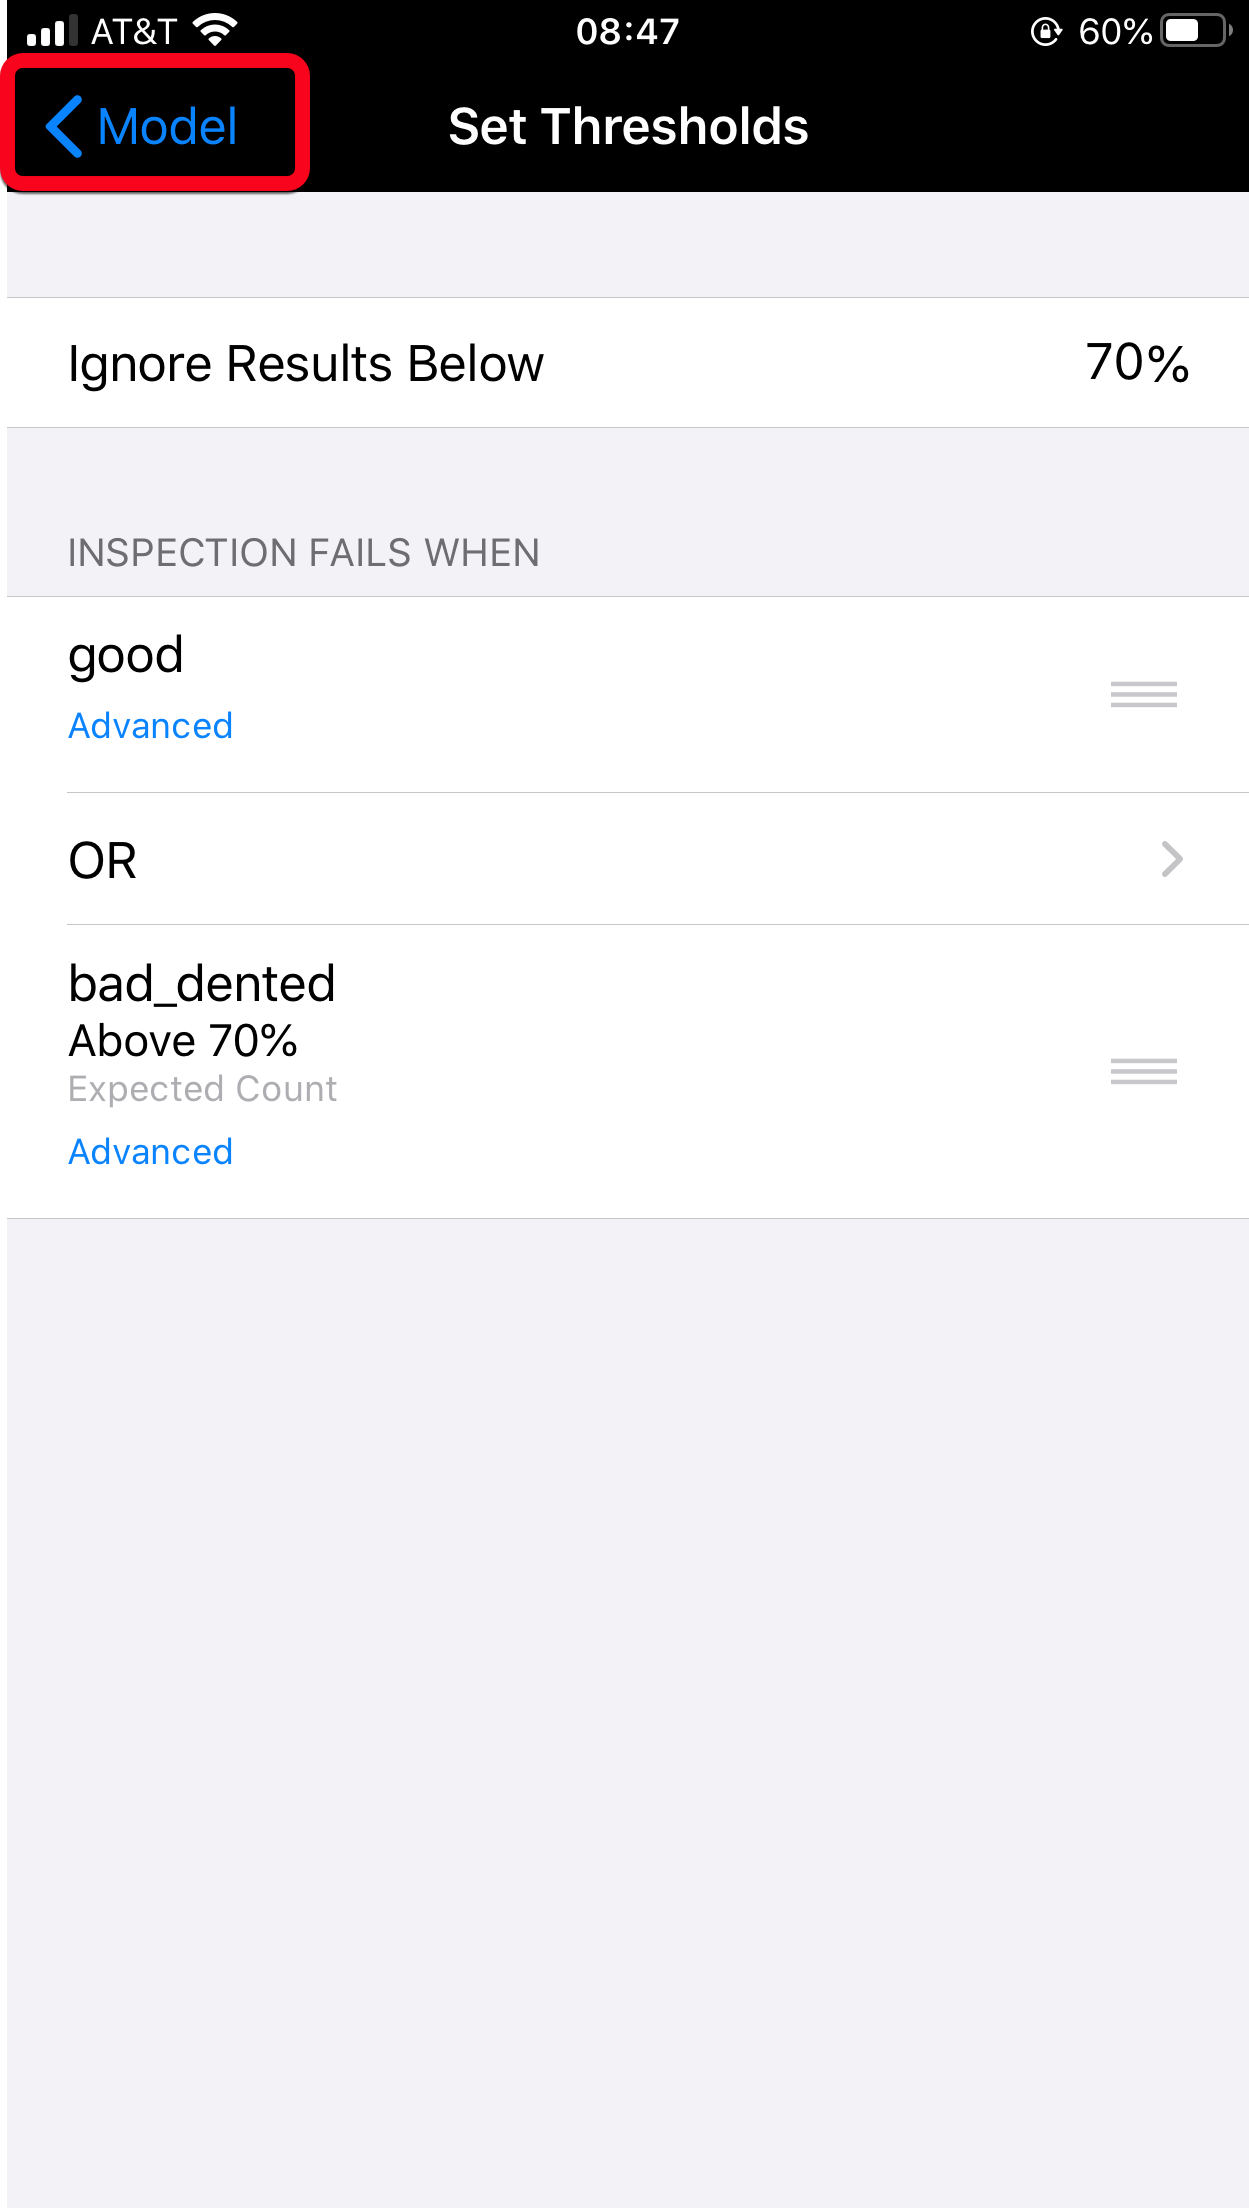 AT&T 08:47 60%
Model Set Thresholds
Ignore Results Below 70%
INSPECTION FAILS WHEN
good
Advanced
OR
bad_dented
Above 70%
Expected Count
Advanced